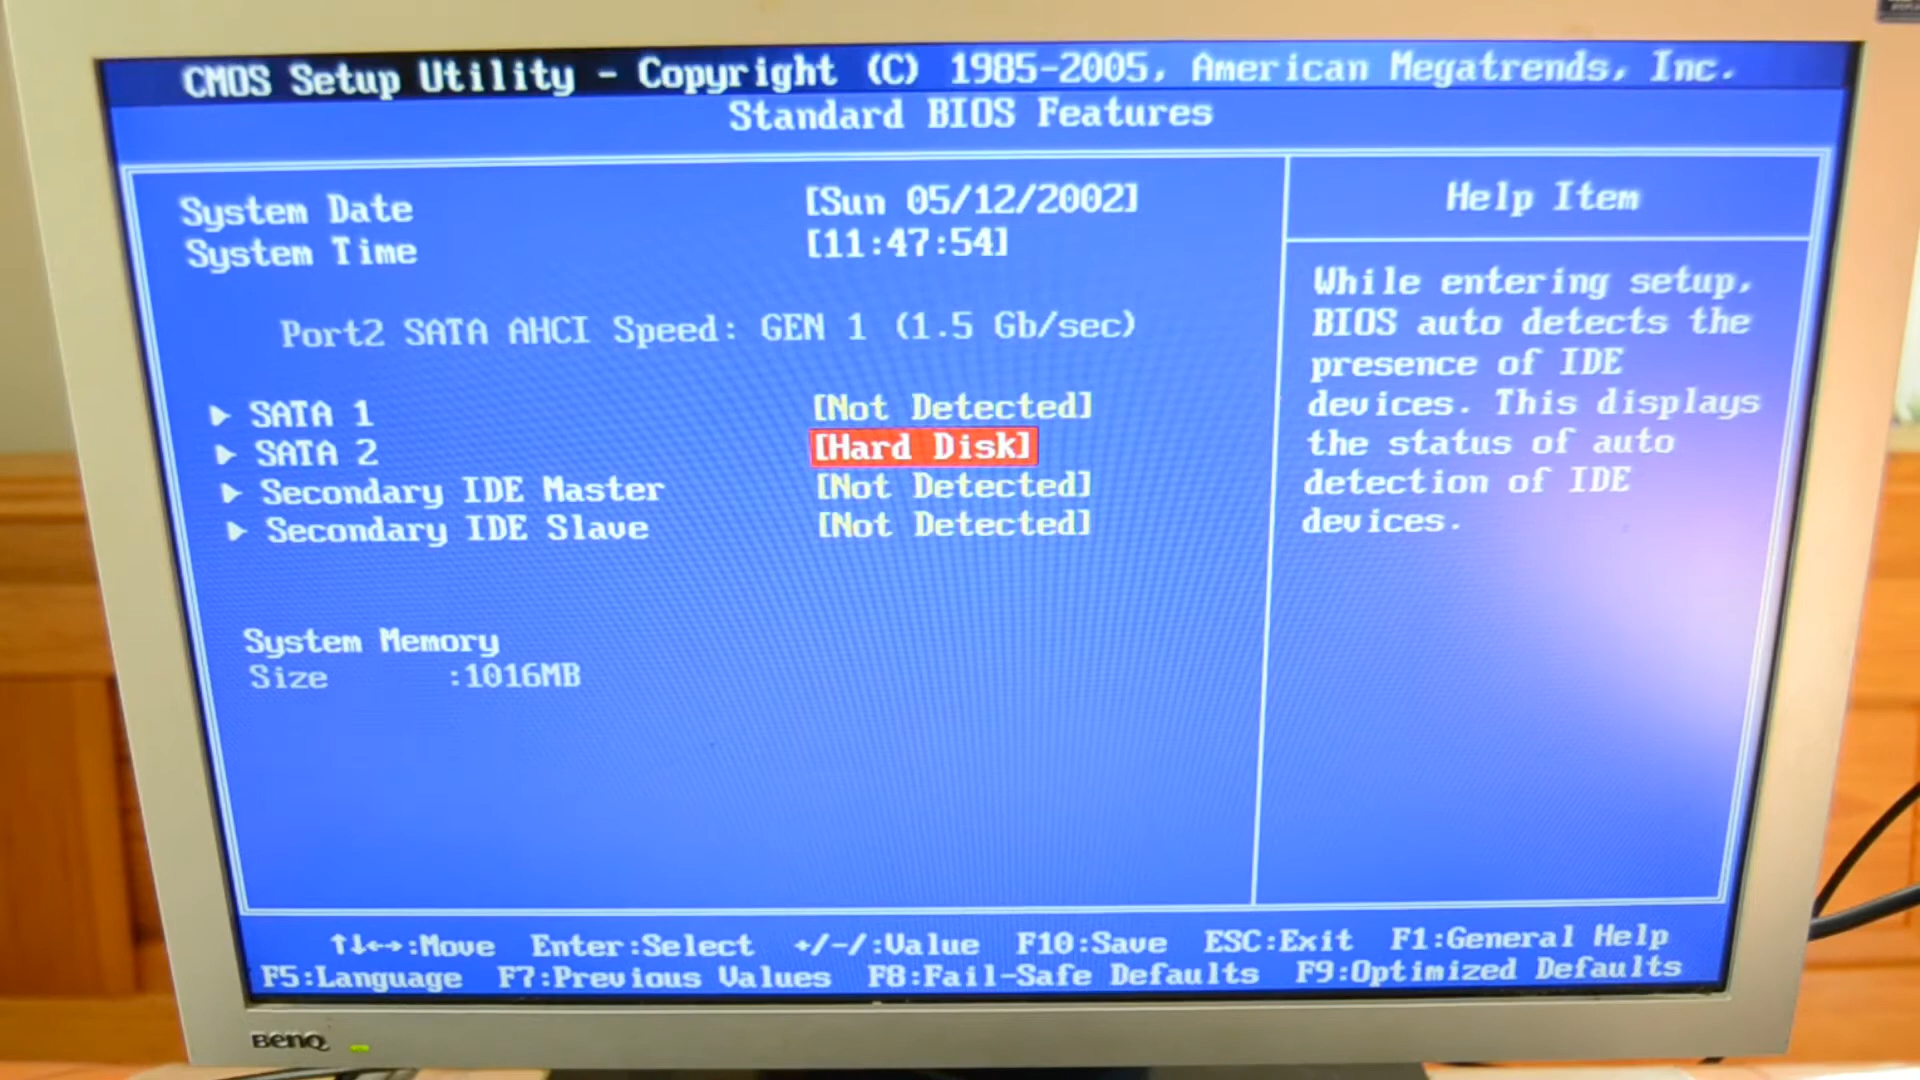 CMOS Setup Utility - Copyright (C) 1985-2005, American Megatrends, Inc.
Standard BIOS Features
System Date [Sun 05/12/2002]
System Time [11:47:54]
Port2 SATA AHCI Speed: GEN 1 (1.5 Gb/sec)
SATA 1 [Not Detected]
SATA 2 [Hard Disk]
Secondary IDE Master [Not Detected]
Secondary IDE Slave [Not Detected]
System Memory
Size :1016MB
Help Item
While entering setup,
BIOS auto detects the
presence of IDE
devices. This displays
the status of auto
detection of IDE
devices.
↑↓←→:Move Enter:Select +/-/:Value F10:Save ESC:Exit F1:General Help
F5:Language F7:Previous Values F8:Fail-Safe Defaults F9:Optimized Defaults
BenQ